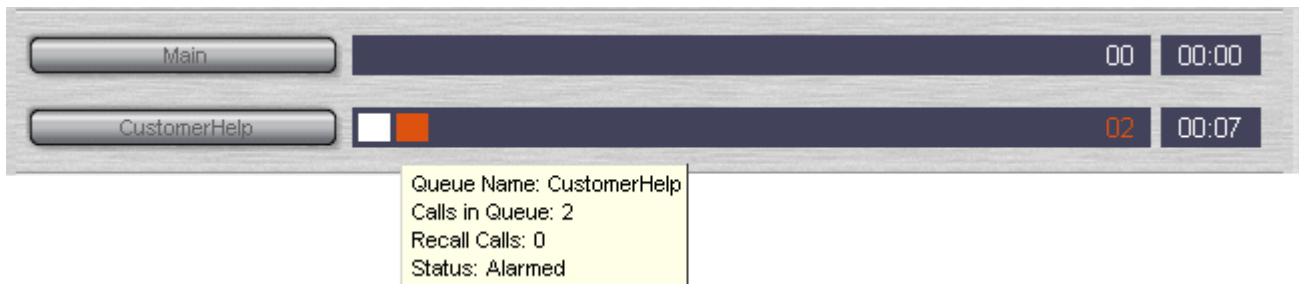 Main 00 00:00
CustomerHelp 02 00:07
Queue Name: CustomerHelp
Calls in Queue: 2
Recall Calls: 0
Status: Alarmed